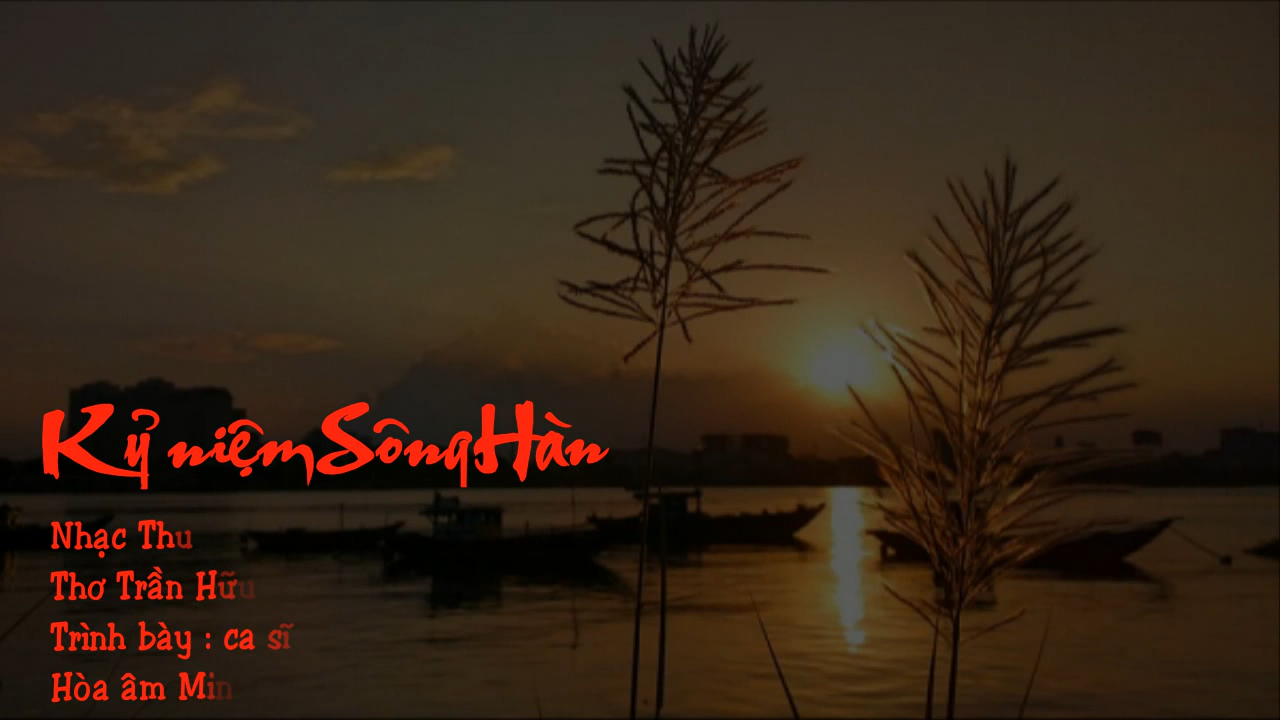 Kỷ niệm Sông Hàn
Nhạc Thu
Thơ Trần Hữu
Trình bày : ca sĩ
Hòa âm Min